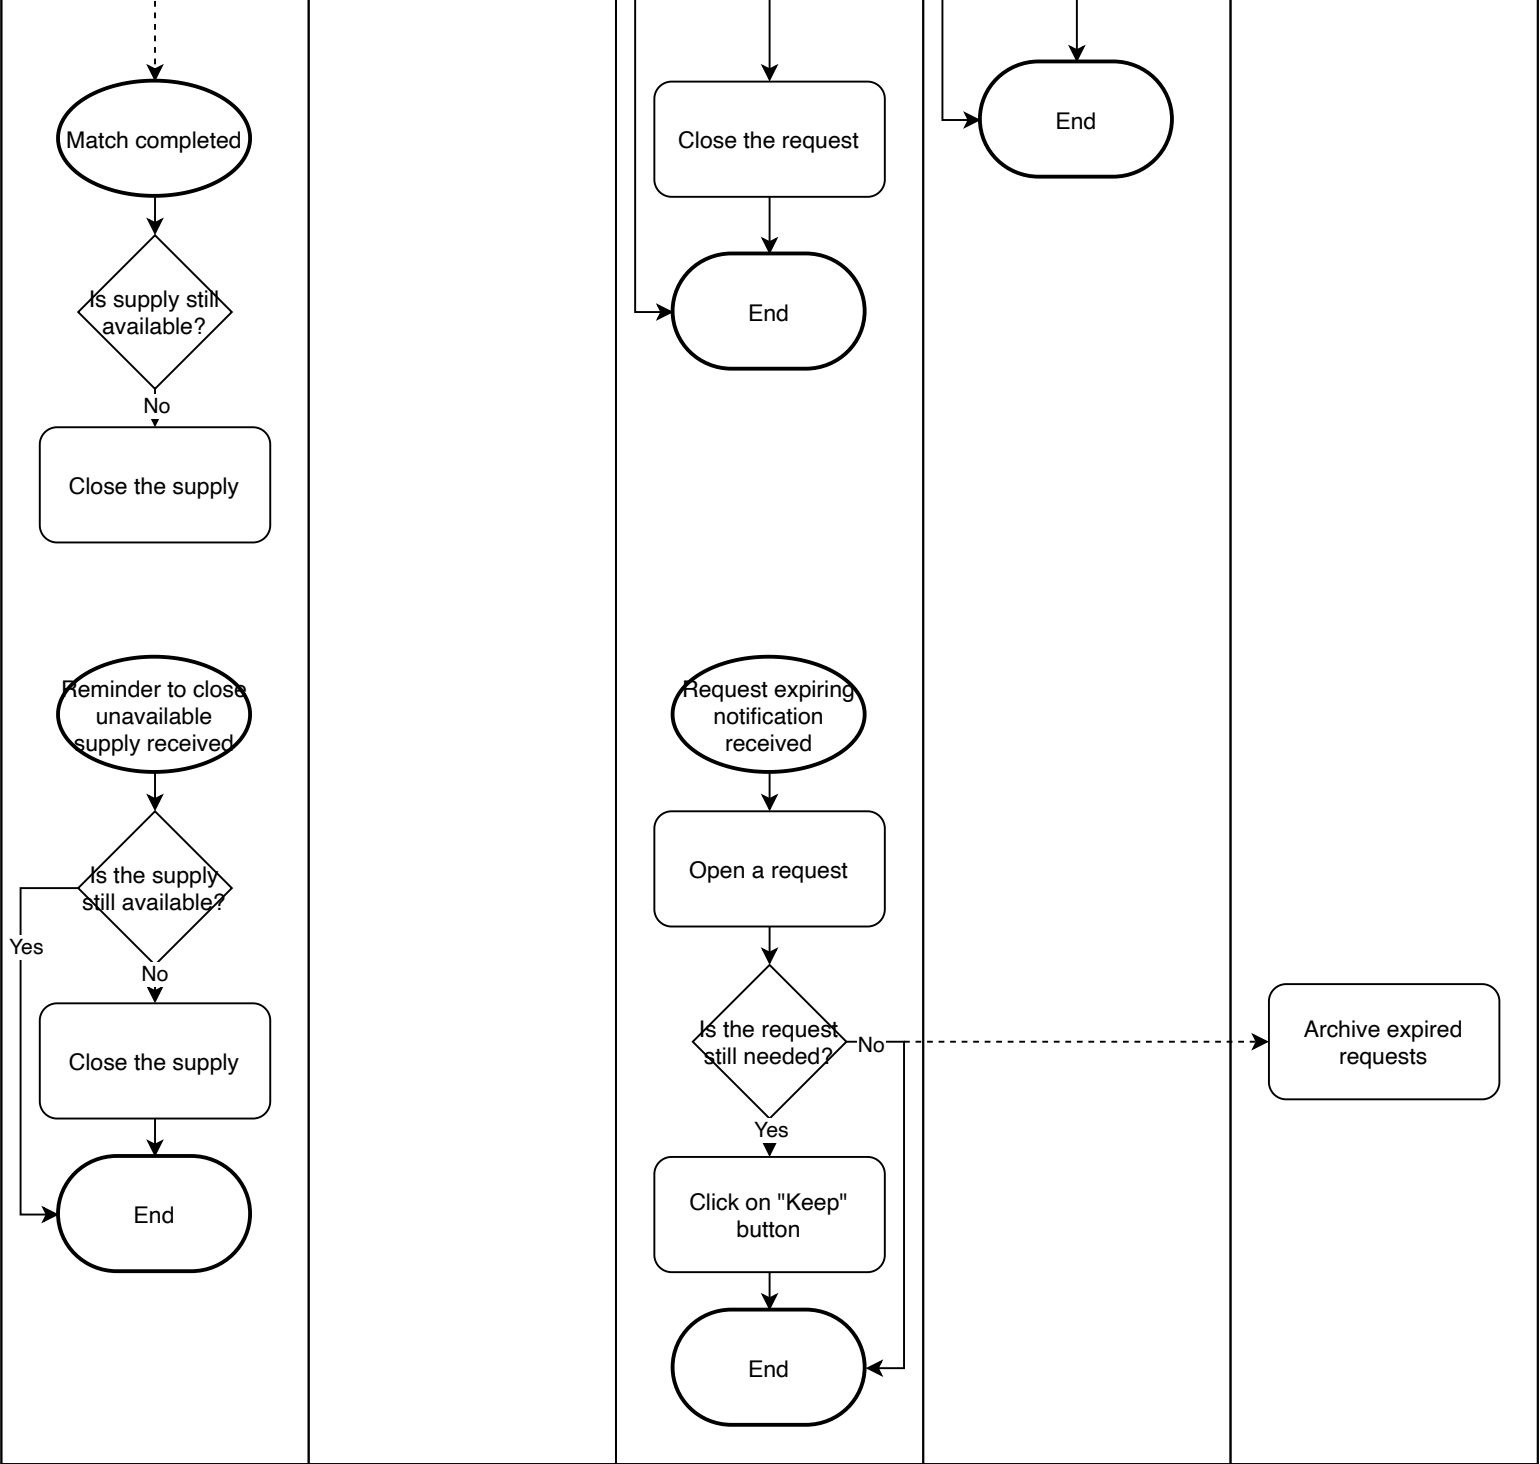 Match completed
Is supply still
available?
No
Close the supply
Reminder to close
unavailable
supply received
Is the supply
still available?
Yes
No
Close the supply
End
Close the request
End
Request expiring
notification
received
Open a request
Is the request
still needed?
No
Yes
Click on "Keep"
button
End
End
Archive expired
requests